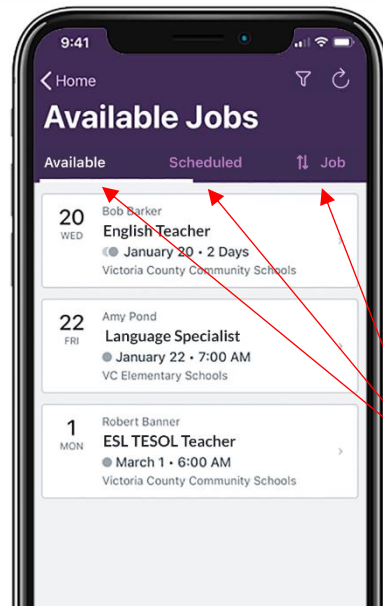 9:41
Home
Available Jobs
Available Scheduled Job
20 Bob Barker
WED English Teacher
January 20 • 2 Days
Victoria County Community Schools
22 Amy Pond
FRI Language Specialist
January 22 • 7:00 AM
VC Elementary Schools
1 Robert Banner
MON ESL TESOL Teacher
March 1 • 6:00 AM
Victoria County Community Schools